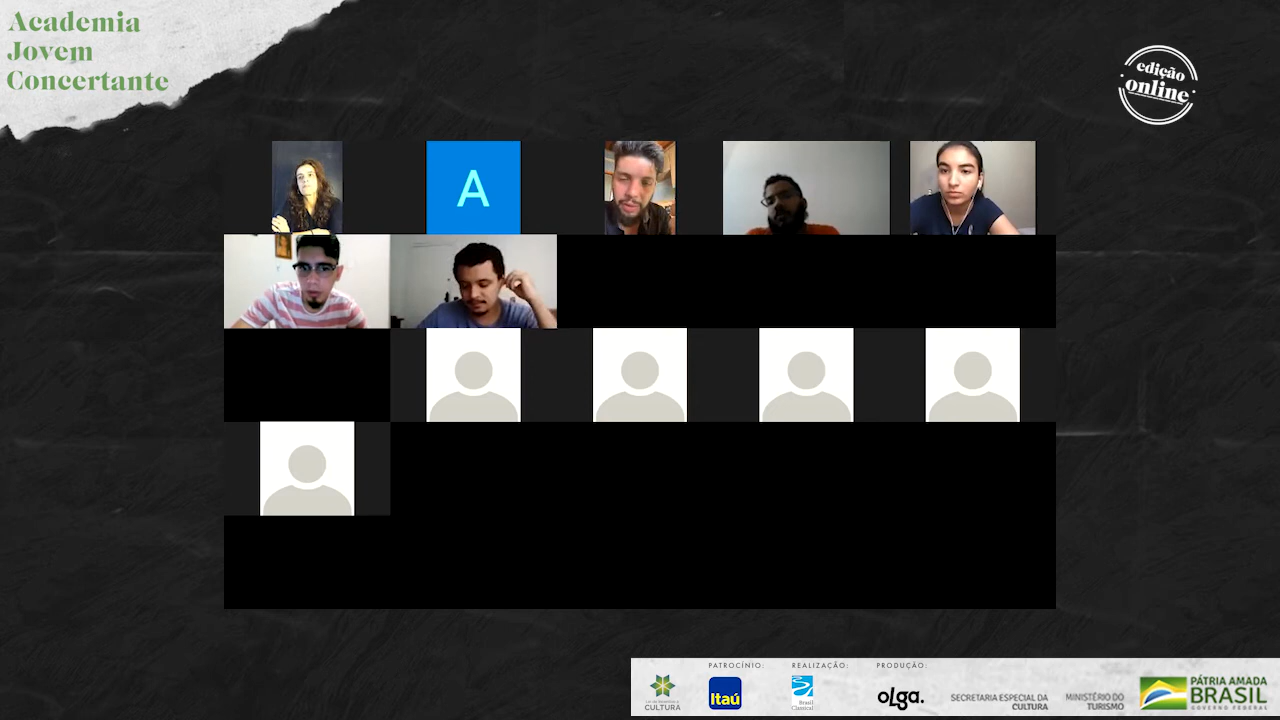 Academia
Jovem
Concertante
edição
online
A
PATROCÍNIO:
REALIZAÇÃO:
PRODUÇÃO:
CULTURA
Itaú
Brasil
Classical
olga.
SECRETARIA ESPECIAL DA
CULTURA
MINISTÉRIO DO
TURISMO
PÁTRIA AMADA
BRASIL
GOVERNO FEDERAL